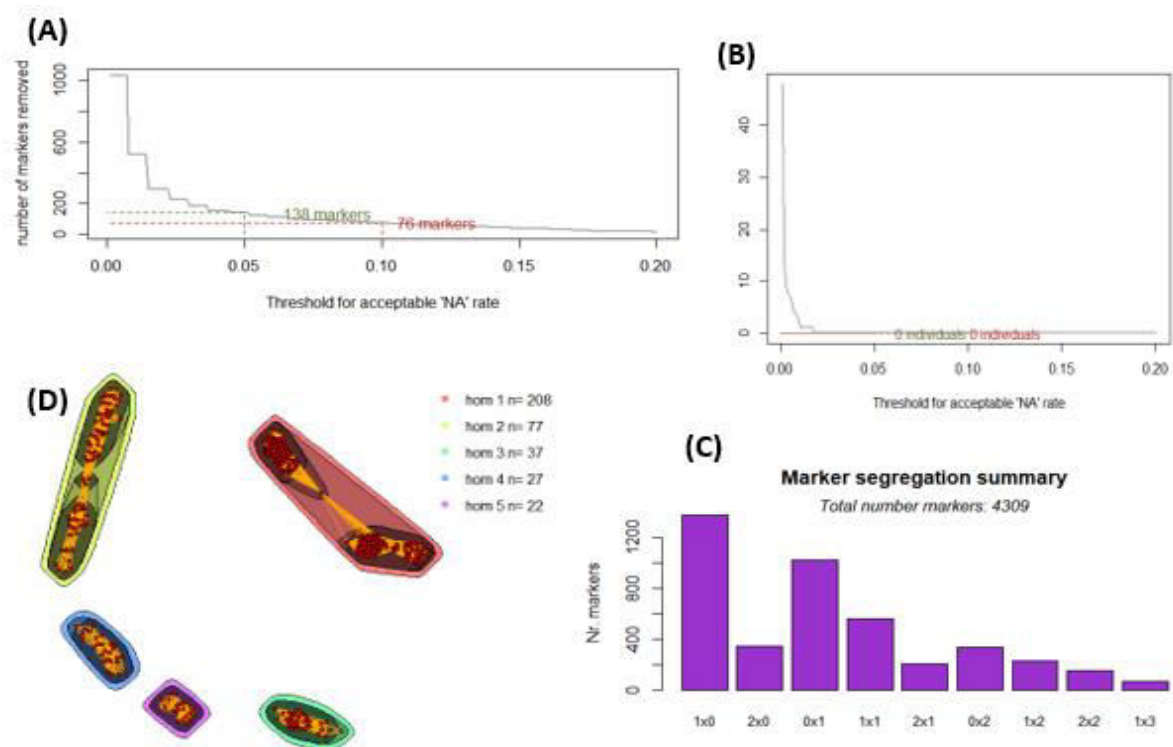 (A)
number of markers removed
1000
600
200
0
138 markers
76 markers
0.00 0.05 0.10 0.15 0.20
Threshold for acceptable 'NA' rate
(B)
40
30
20
10
0
0 individuals 0 individuals
0.00 0.05 0.10 0.15 0.20
Threshold for acceptable 'NA' rate
(D)
hom 1 n= 208
hom 2 n= 77
hom 3 n= 37
hom 4 n= 27
hom 5 n= 22
(C)
Marker segregation summary
Total number markers: 4309
Nr. markers
1200
800
400
0
1x0 2x0 0x1 1x1 2x1 0x2 1x2 2x2 1x3